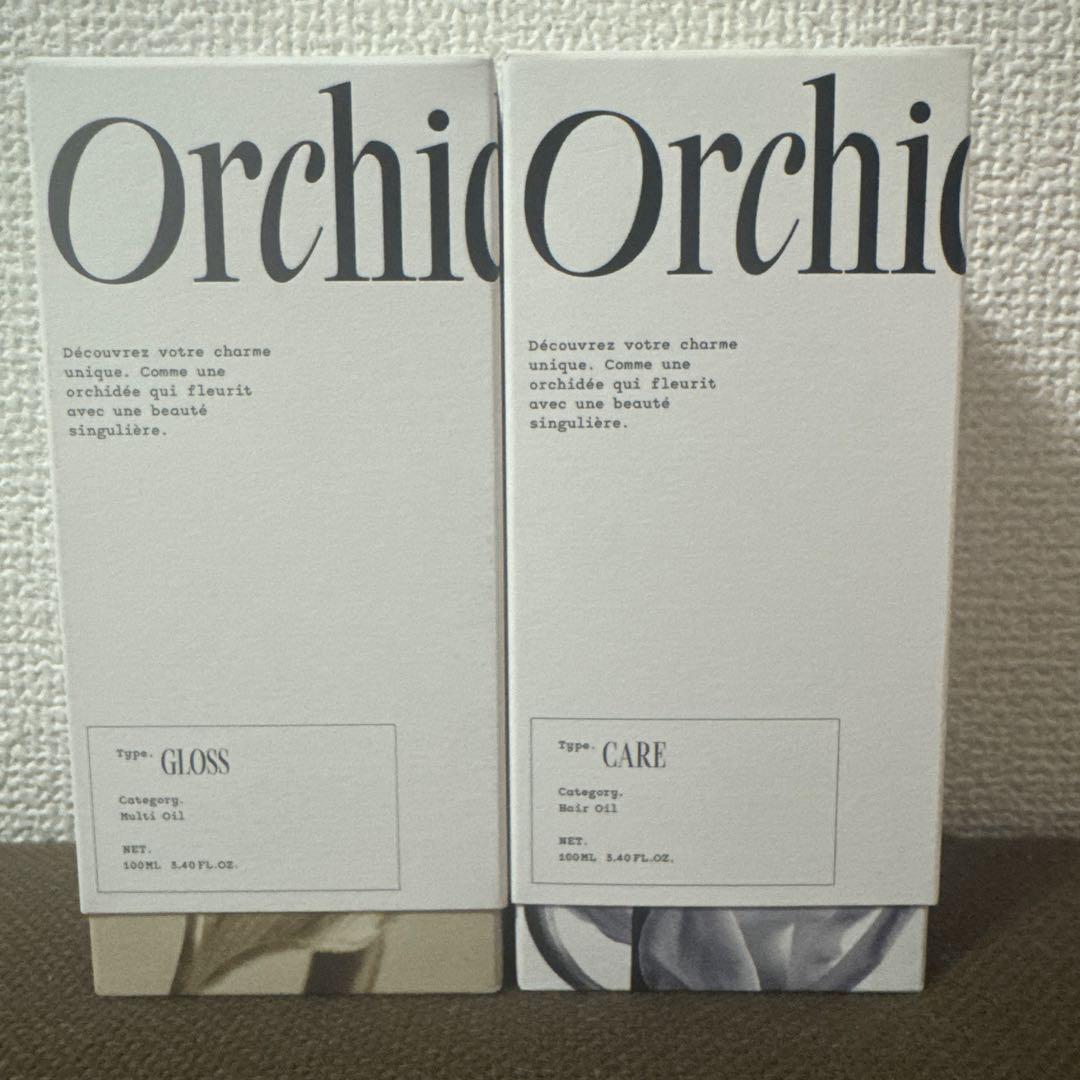 Orchid
Découvrez votre charme
unique. Comme une
orchidée qui fleurit
avec une beauté
singulière.
Type. GLOSS
Category.
Multi Oil
NET.
100ML 3.40 FL.OZ.
Orchid
Découvrez votre charme
unique. Comme une
orchidée qui fleurit
avec une beauté
singulière.
Type. CARE
Category.
Hair Oil
NET.
100ML 3.40 FL.OZ.